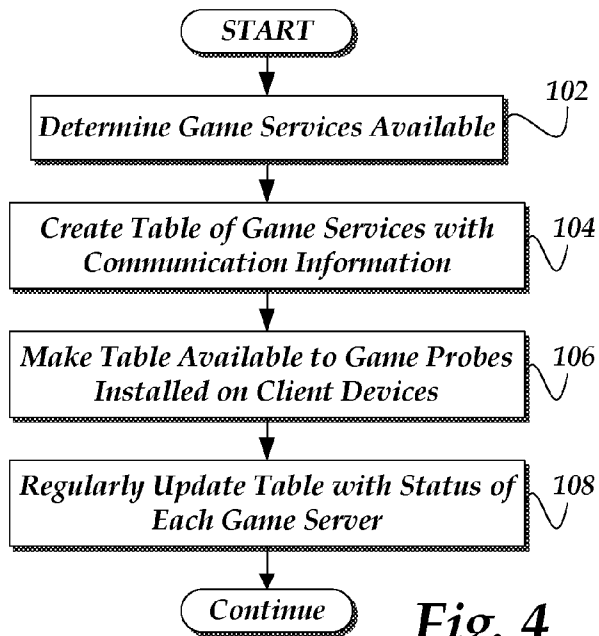 START
102
Determine Game Services Available
Create Table of Game Services with
Communication Information
104
Make Table Available to Game Probes
Installed on Client Devices
106
Regularly Update Table with Status of
Each Game Server
108
Continue
Fig. 4